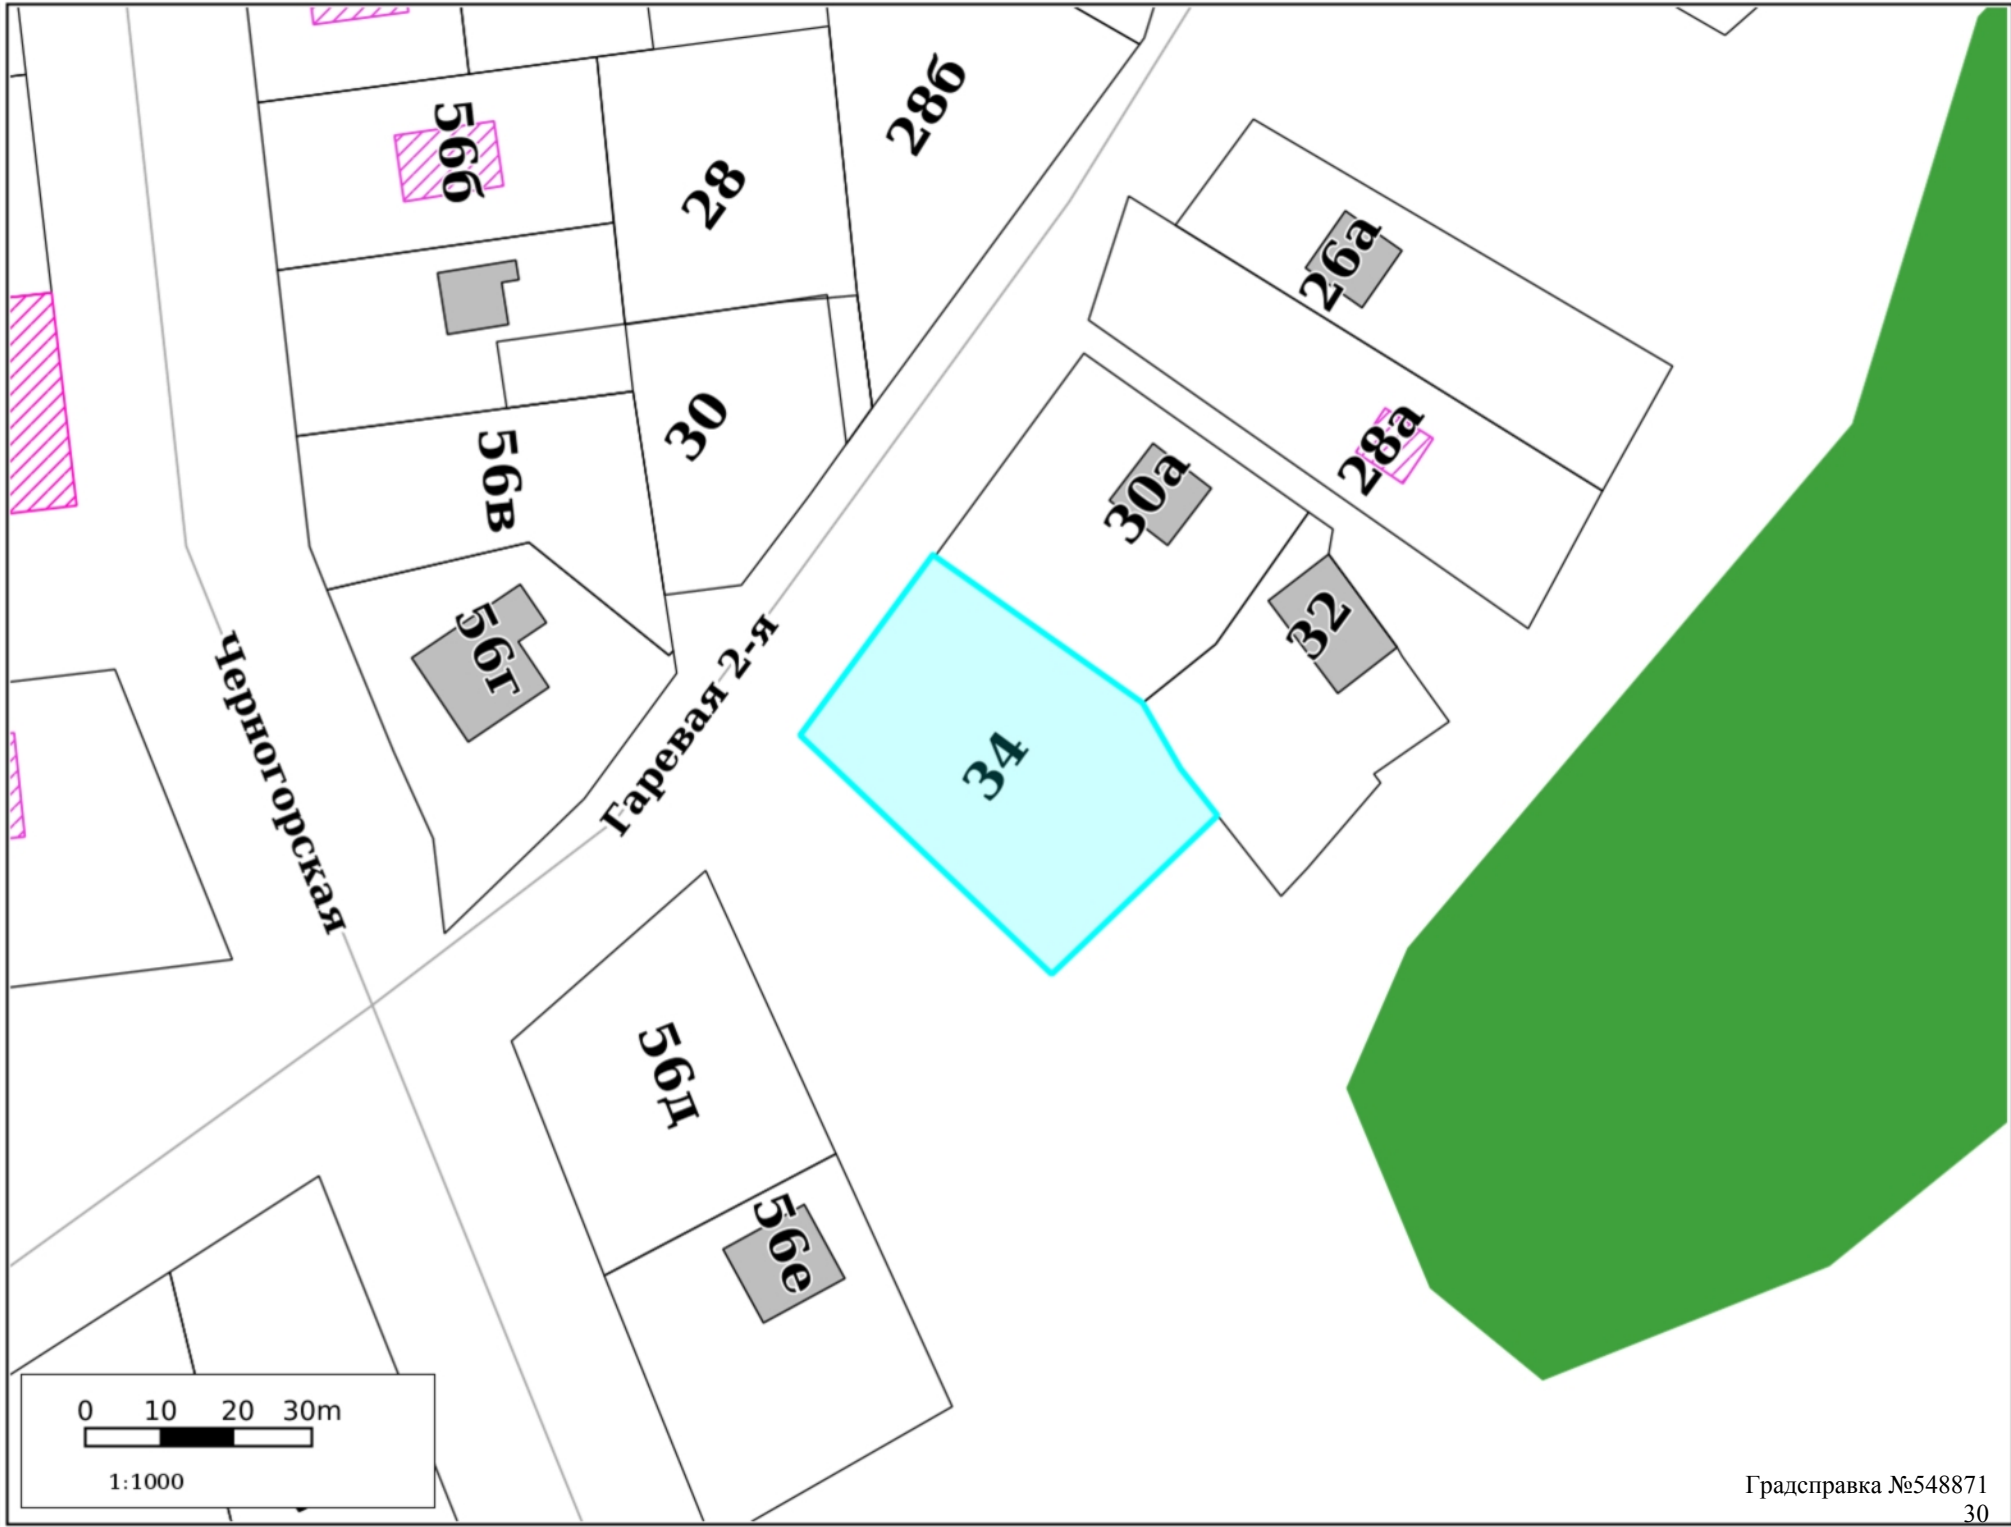 28б
56б
28
26а
30
28а
56в
30а
56г
32
Черногорская
Гаревая 2-я
34
56д
56е
0 10 20 30m
1:1000
Градсправка №548871
30